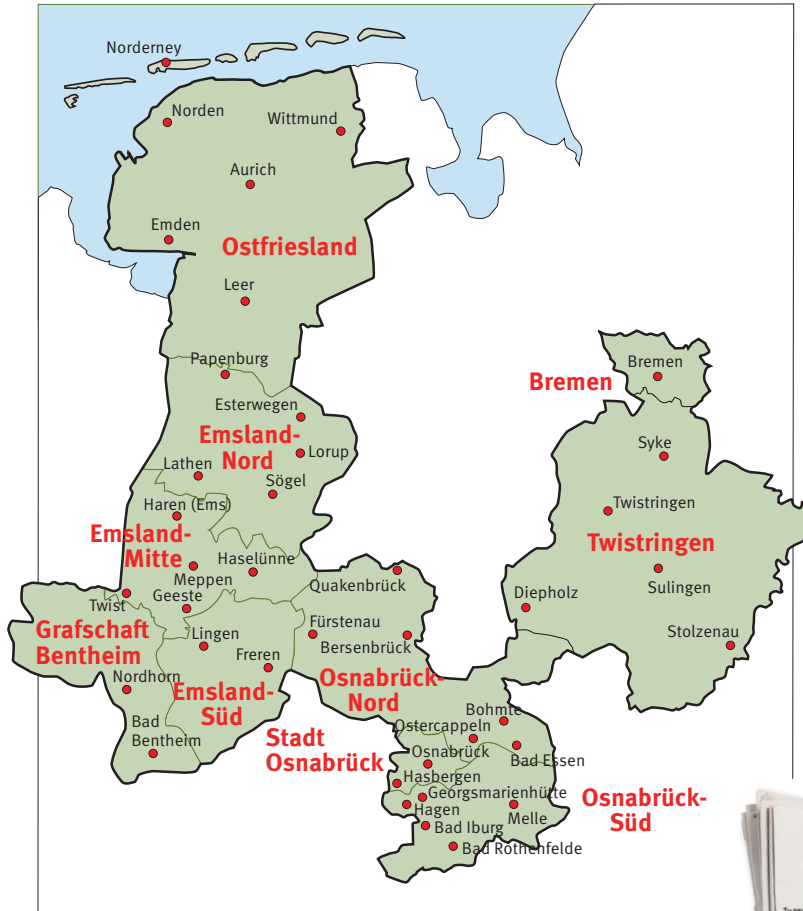 Norderney
Norden
Wittmund
Aurich
Emden
Ostfriesland
Leer
Papenburg
Bremen
Bremen
Esterwegen
Emsland-
Nord
Lorup
Syke
Lathen
Sögel
Haren (Ems)
Twistringen
Emsland-
Mitte
Twistringen
Haselünne
Meppen
Quakenbrück
Sulingen
Twist
Geeste
Diepholz
Grafschaft
Bentheim
Fürstenau
Lingen
Bersenbrück
Stolzenau
Freren
Nordhorn
Emsland-
Süd
Osnabrück-
Nord
Bohmte
Bad
Bentheim
Stadt
Osnabrück
Ostercappeln
Osnabrück
Bad Essen
Hasbergen
Georgsmarienhütte
Osnabrück-
Süd
Hagen
Melle
Bad Iburg
Bad Rothenfelde